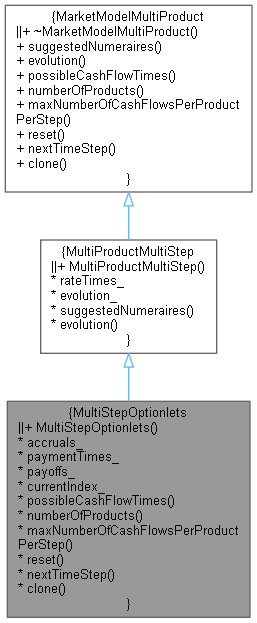 {MarketModelMultiProduct
||+ ~MarketModelMultiProduct()
+ suggestedNumeraires()
+ evolution()
+ possibleCashFlowTimes()
+ numberOfProducts()
+ maxNumberOfCashFlowsPerProduct
PerStep()
+ reset()
+ nextTimeStep()
+ clone()
}
{MultiProductMultiStep
||+ MultiProductMultiStep()
* rateTimes_
* evolution_
* suggestedNumeraires()
* evolution()
}
{MultiStepOptionlets
||+ MultiStepOptionlets()
* accruals_
* paymentTimes_
* payoffs_
* currentIndex_
* possibleCashFlowTimes()
* numberOfProducts()
* maxNumberOfCashFlowsPerProduct
PerStep()
* reset()
* nextTimeStep()
* clone()
}